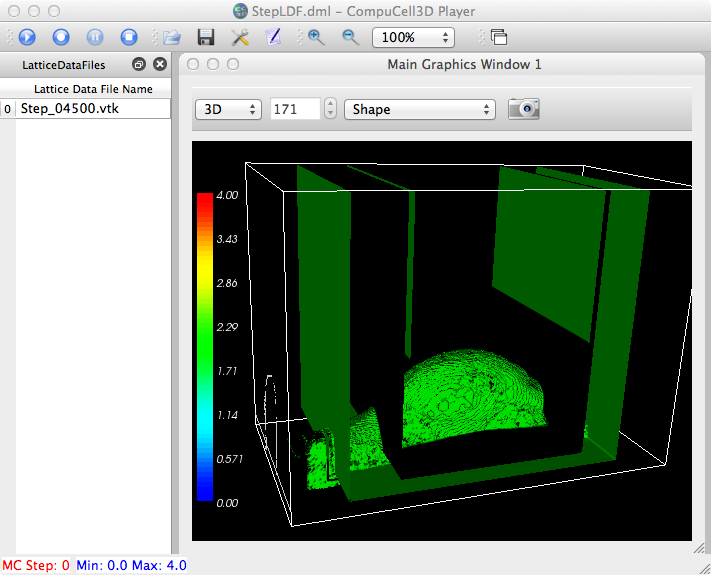 StepLDF.dml – CompuCell3D Player
100%
LatticeDataFiles
Main Graphics Window 1
Lattice Data File Name
0 Step_04500.vtk
3D
171
Shape
4.00
3.43
2.86
2.29
1.71
1.14
0.571
0.00
MC Step: 0 Min: 0.0 Max: 4.0